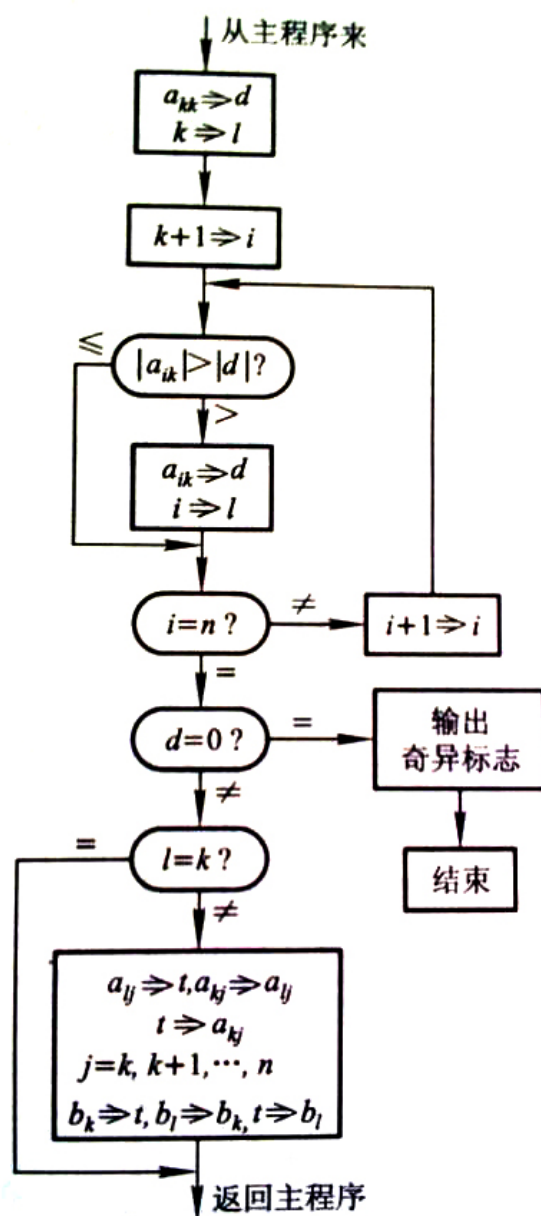 从主程序来
a_kk⇒d
k⇒l
k+1⇒i
≤
|a_ik|>|d|?
>
a_ik⇒d
i⇒l
i=n?
≠
i+1⇒i
=
d=0?
=
输出
奇异标志
≠
=
l=k?
结束
≠
a_lj⇒t,a_kj⇒a_lj
t⇒a_kj
j=k, k+1,…, n
b_k⇒t,b_l⇒b_k,t⇒b_l
返回主程序